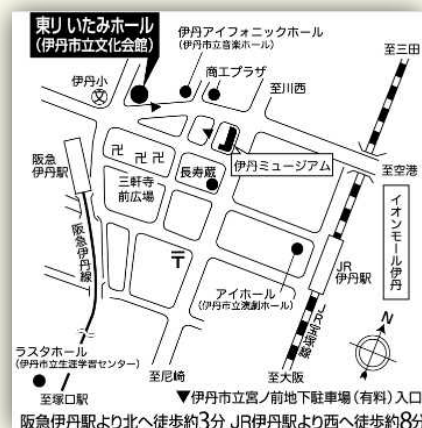 東リ いたみホール
(伊丹市立文化会館)
伊丹アイフォニックホール
(伊丹市立音楽ホール)
商工プラザ
至三田
伊丹小
文
至川西
阪急
伊丹駅
卍 卍 卍
長寿蔵
伊丹ミュージアム
至空港
三軒寺
前広場
イオンモール伊丹
阪急伊丹線
〒
アイホール
(伊丹市立演劇ホール)
JR
伊丹駅
JR宝塚線
N
ラスタホール
(伊丹市立生涯学習センター)
至塚口駅
至尼崎
至大阪
▼伊丹市立宮ノ前地下駐車場(有料)入口
阪急伊丹駅より北へ徒歩約3分 JR伊丹駅より西へ徒歩約8分